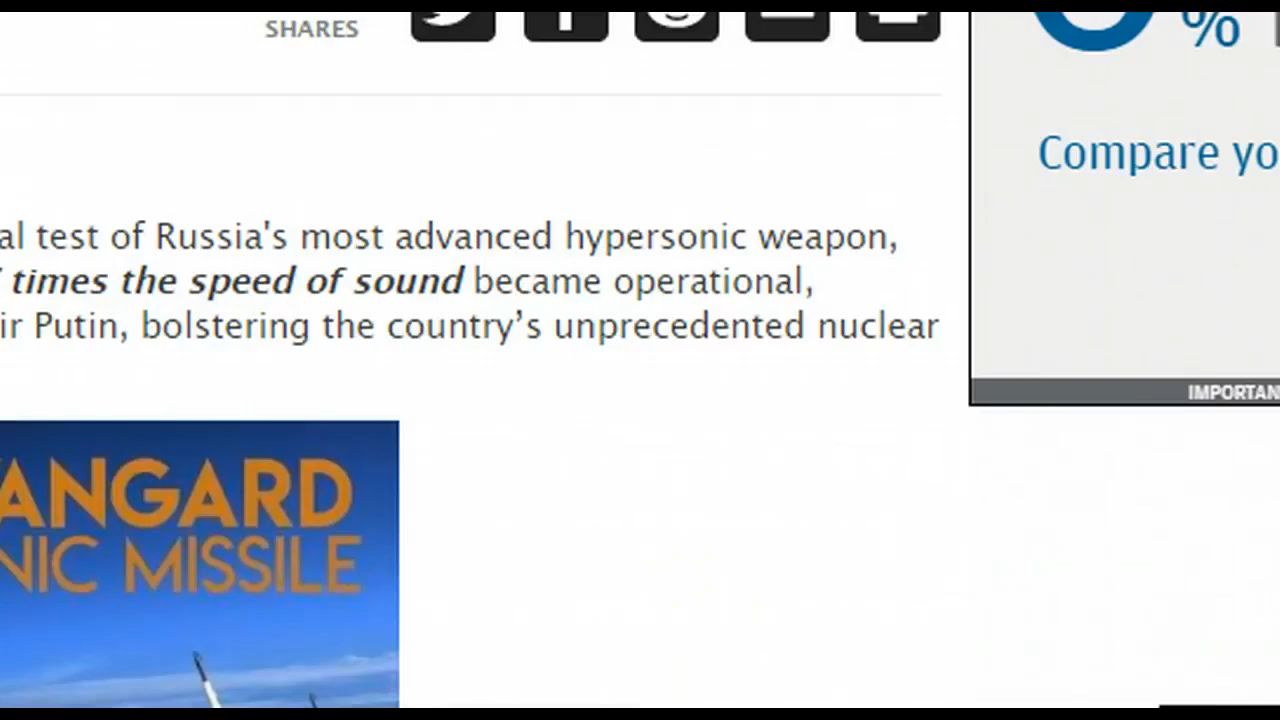 SHARES
%
Compare yo
al test of Russia's most advanced hypersonic weapon,
times the speed of sound became operational,
ir Putin, bolstering the country’s unprecedented nuclear
IMPORTAN
ANGARD
NIC MISSILE